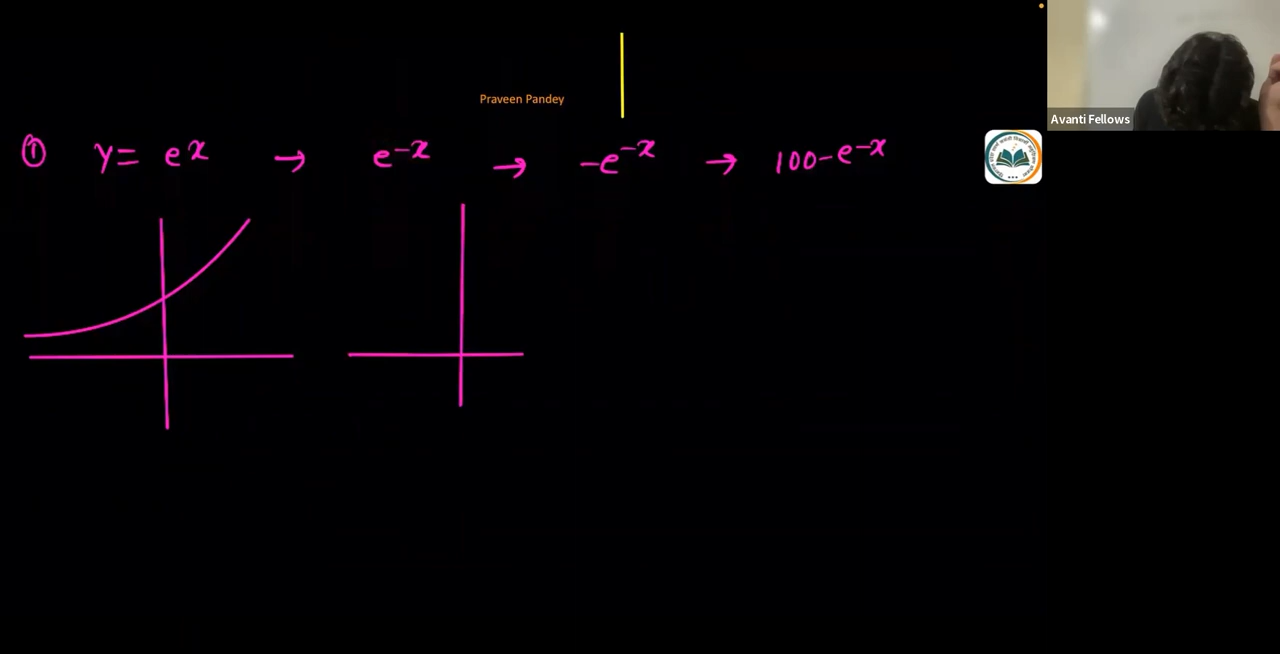 Praveen Pandey
Avanti Fellows
① y = e^x → e^-x → -e^-x → 100-e^-x